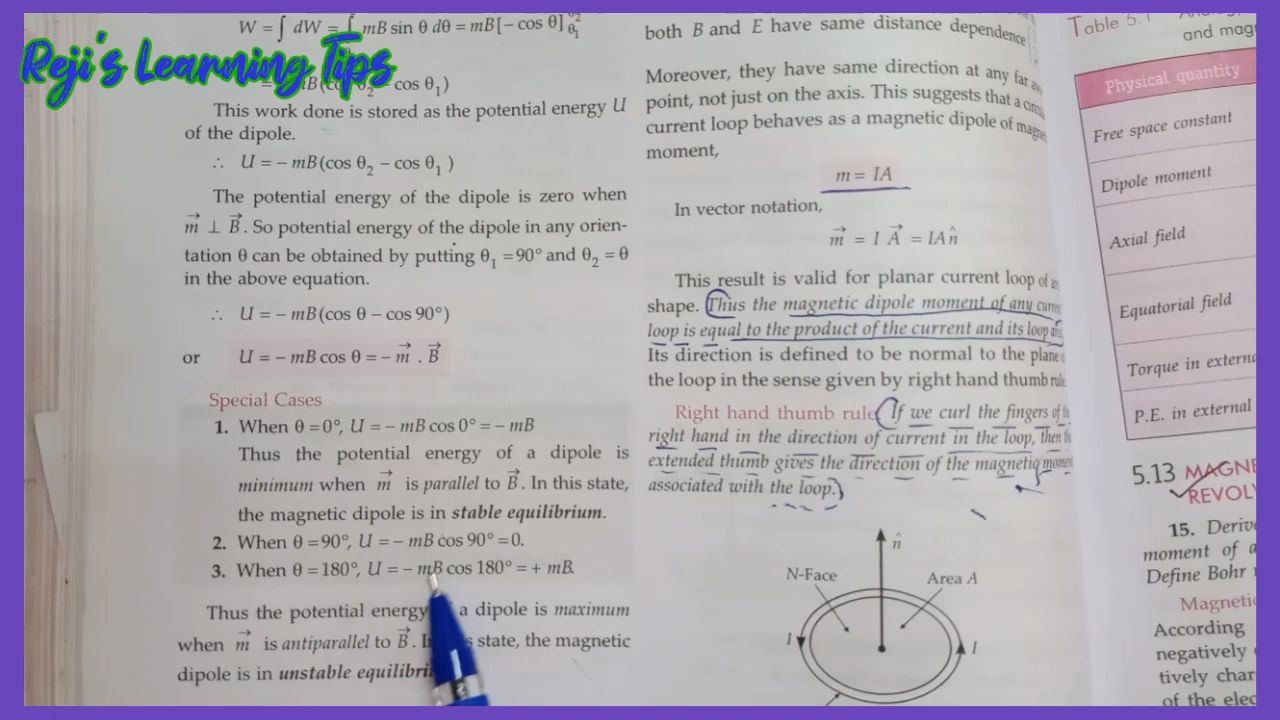 Reji's Learning Tips
W = ∫ dW = ∫ mB sin θ dθ = mB[− cos θ]
cos θ₁)
This work done is stored as the potential energy U
of the dipole.
∴ U = − mB(cos θ₂ − cos θ₁ )
The potential energy of the dipole is zero when
m⃗ ⊥ B⃗. So potential energy of the dipole in any orien-
tation θ can be obtained by putting θ₁ = 90° and θ₂ = θ
in the above equation.
∴ U = − mB(cos θ − cos 90°)
or U = − mB cos θ = − m⃗ . B⃗
Special Cases
1. When θ = 0°, U = − mB cos 0° = − mB
Thus the potential energy of a dipole is
minimum when m⃗ is parallel to B⃗. In this state,
the magnetic dipole is in stable equilibrium.
2. When θ = 90°, U = − mB cos 90° = 0.
3. When θ = 180°, U = − mB cos 180° = + mB.
Thus the potential energy a dipole is maximum
when m⃗ is antiparallel to B⃗. state, the magnetic
dipole is in unstable
both B and E have same distance dependence
Moreover, they have same direction at any far
point, not just on the axis. This suggests that a
current loop behaves as a magnetic dipole of
moment,
m = IA
In vector notation,
m⃗ = I A⃗ = IAn̂
This result is valid for planar current loop of
shape. Thus the magnetic dipole moment of any
loop is equal to the product of the current and its loop
Its direction is defined to be normal to the plane
the loop in the sense given by right hand thumb rule
Right hand thumb rule If we curl the fingers of
right hand in the direction of current in the loop, then
extended thumb gives the direction of the magnetic moment
associated with the loop.
n̂
N-Face Area A
I I
Table 5.1
and
Physical quantity
Free space constant
Dipole moment
Axial field
Equatorial field
Torque in
P.E. in external
5.13
15.
moment of
Define Bohr
According
negatively
of the